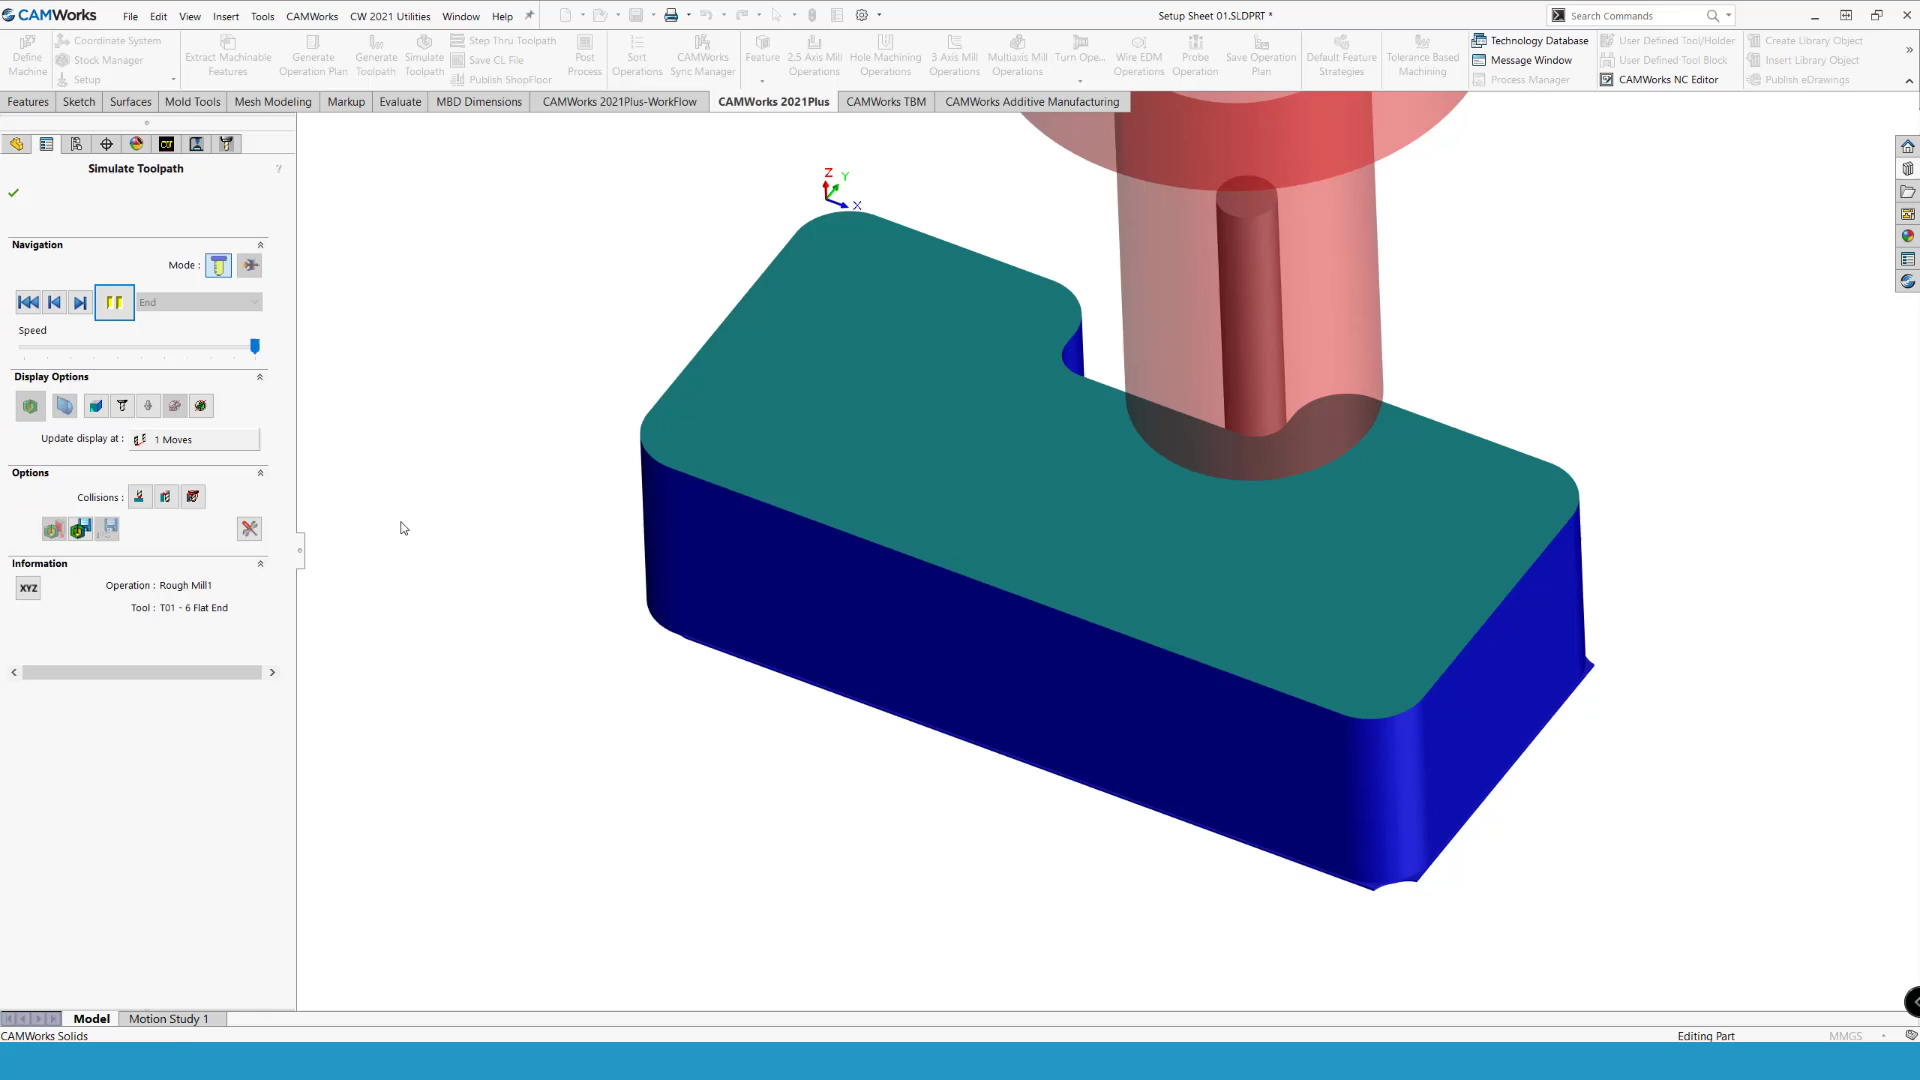 CAMWorks File Edit View Insert Tools CAMWorks CW 2021 Utilities Window Help Setup Sheet 01.SLDPRT * Search Commands
Define Machine
Coordinate System
Stock Manager
Setup
Extract Machinable Features
Generate Operation Plan
Generate Toolpath
Simulate Toolpath
Step Thru Toolpath
Save CL File
Publish ShopFloor
Post Process
Sort Operations
CAMWorks Sync Manager
Feature
2.5 Axis Mill Operations
Hole Machining Operations
3 Axis Mill Operations
Multiaxis Mill Operations
Turn Ope... Operations
Wire EDM Operations
Probe Operation
Save Operation Plan
Default Feature Strategies
Tolerance Based Machining
Technology Database
Message Window
Process Manager
User Defined Tool/Holder
User Defined Tool Block
CAMWorks NC Editor
Create Library Object
Insert Library Object
Publish eDrawings
Features Sketch Surfaces Mold Tools Mesh Modeling Markup Evaluate MBD Dimensions CAMWorks 2021Plus-WorkFlow CAMWorks 2021Plus CAMWorks TBM CAMWorks Additive Manufacturing
Simulate Toolpath ?
Navigation
Mode :
End
Speed
Display Options
Update display at : 1 Moves
Options
Collisions :
Information
XYZ Operation : Rough Mill1
Tool : T01 - 6 Flat End
Z
Y
X
Model Motion Study 1
CAMWorks Solids Editing Part MMGS